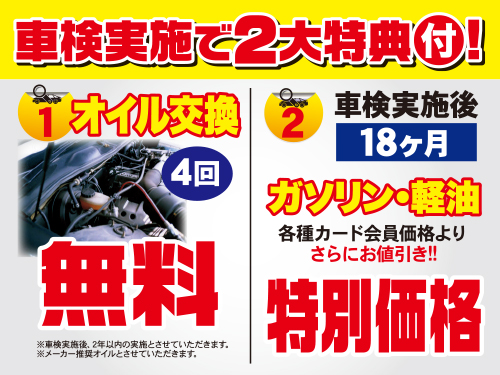 車検実施で2大特典付!
1
オイル交換
4回
無料
※車検実施後、2年以内の実施とさせていただきます。
※メーカー推奨オイルとさせていただきます。
2
車検実施後
18ヶ月
ガソリン・軽油
各種カード会員価格より
さらにお値引き!!
特別価格